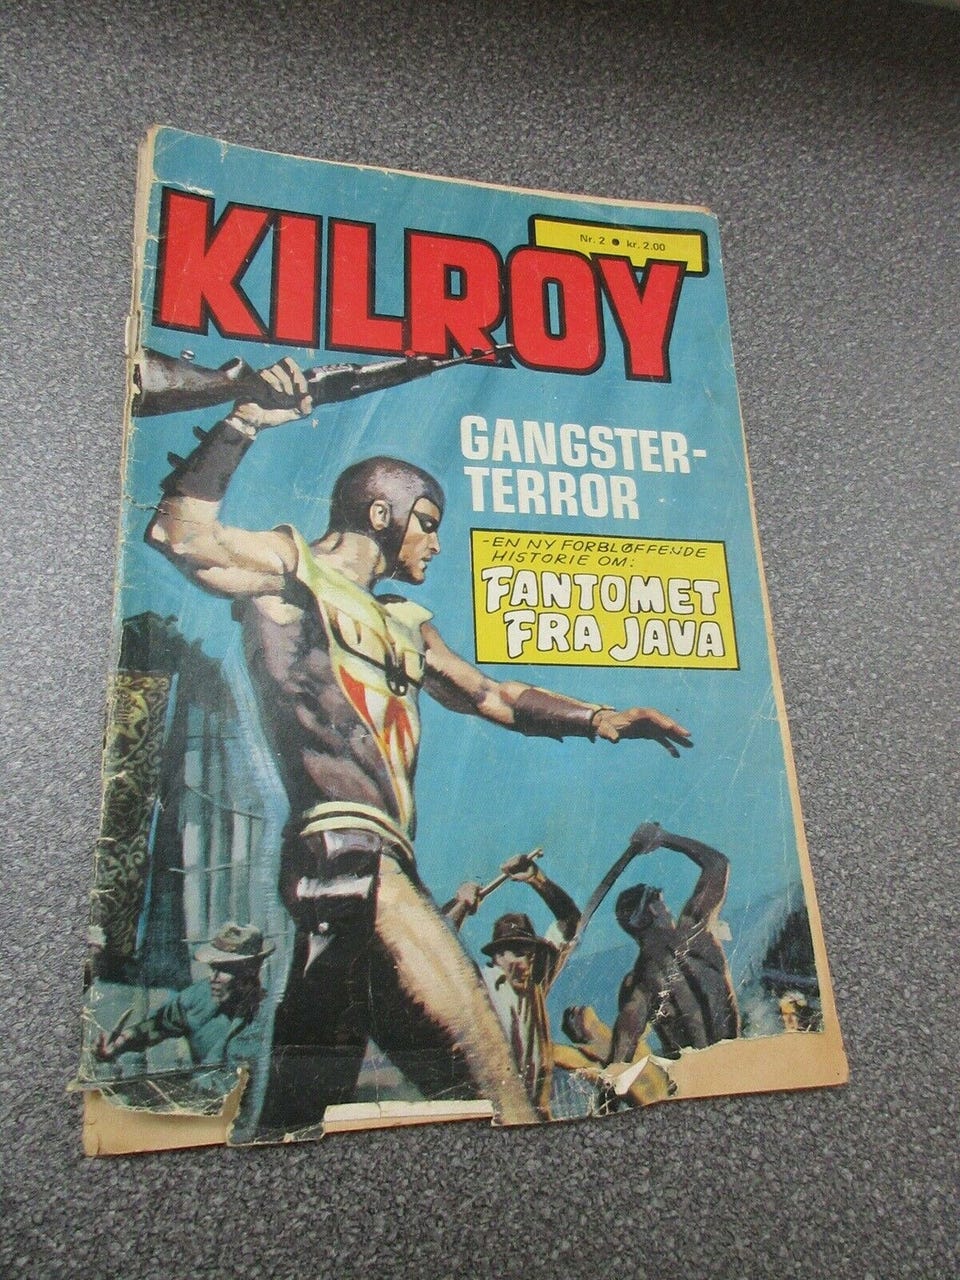 KILROY
Nr. 2 ● kr. 2.00
GANGSTER-
TERROR
-EN NY FORBLØFFENDE
HISTORIE OM:
FANTOMET
FRA JAVA